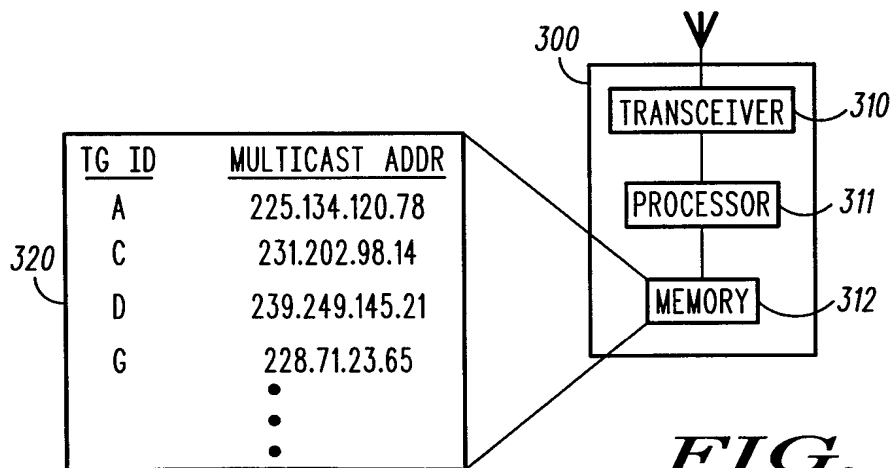 300
TRANSCEIVER
310
PROCESSOR
311
MEMORY
312
320
TG ID MULTICAST ADDR
A 225.134.120.78
C 231.202.98.14
D 239.249.145.21
G 228.71.23.65
FIG.